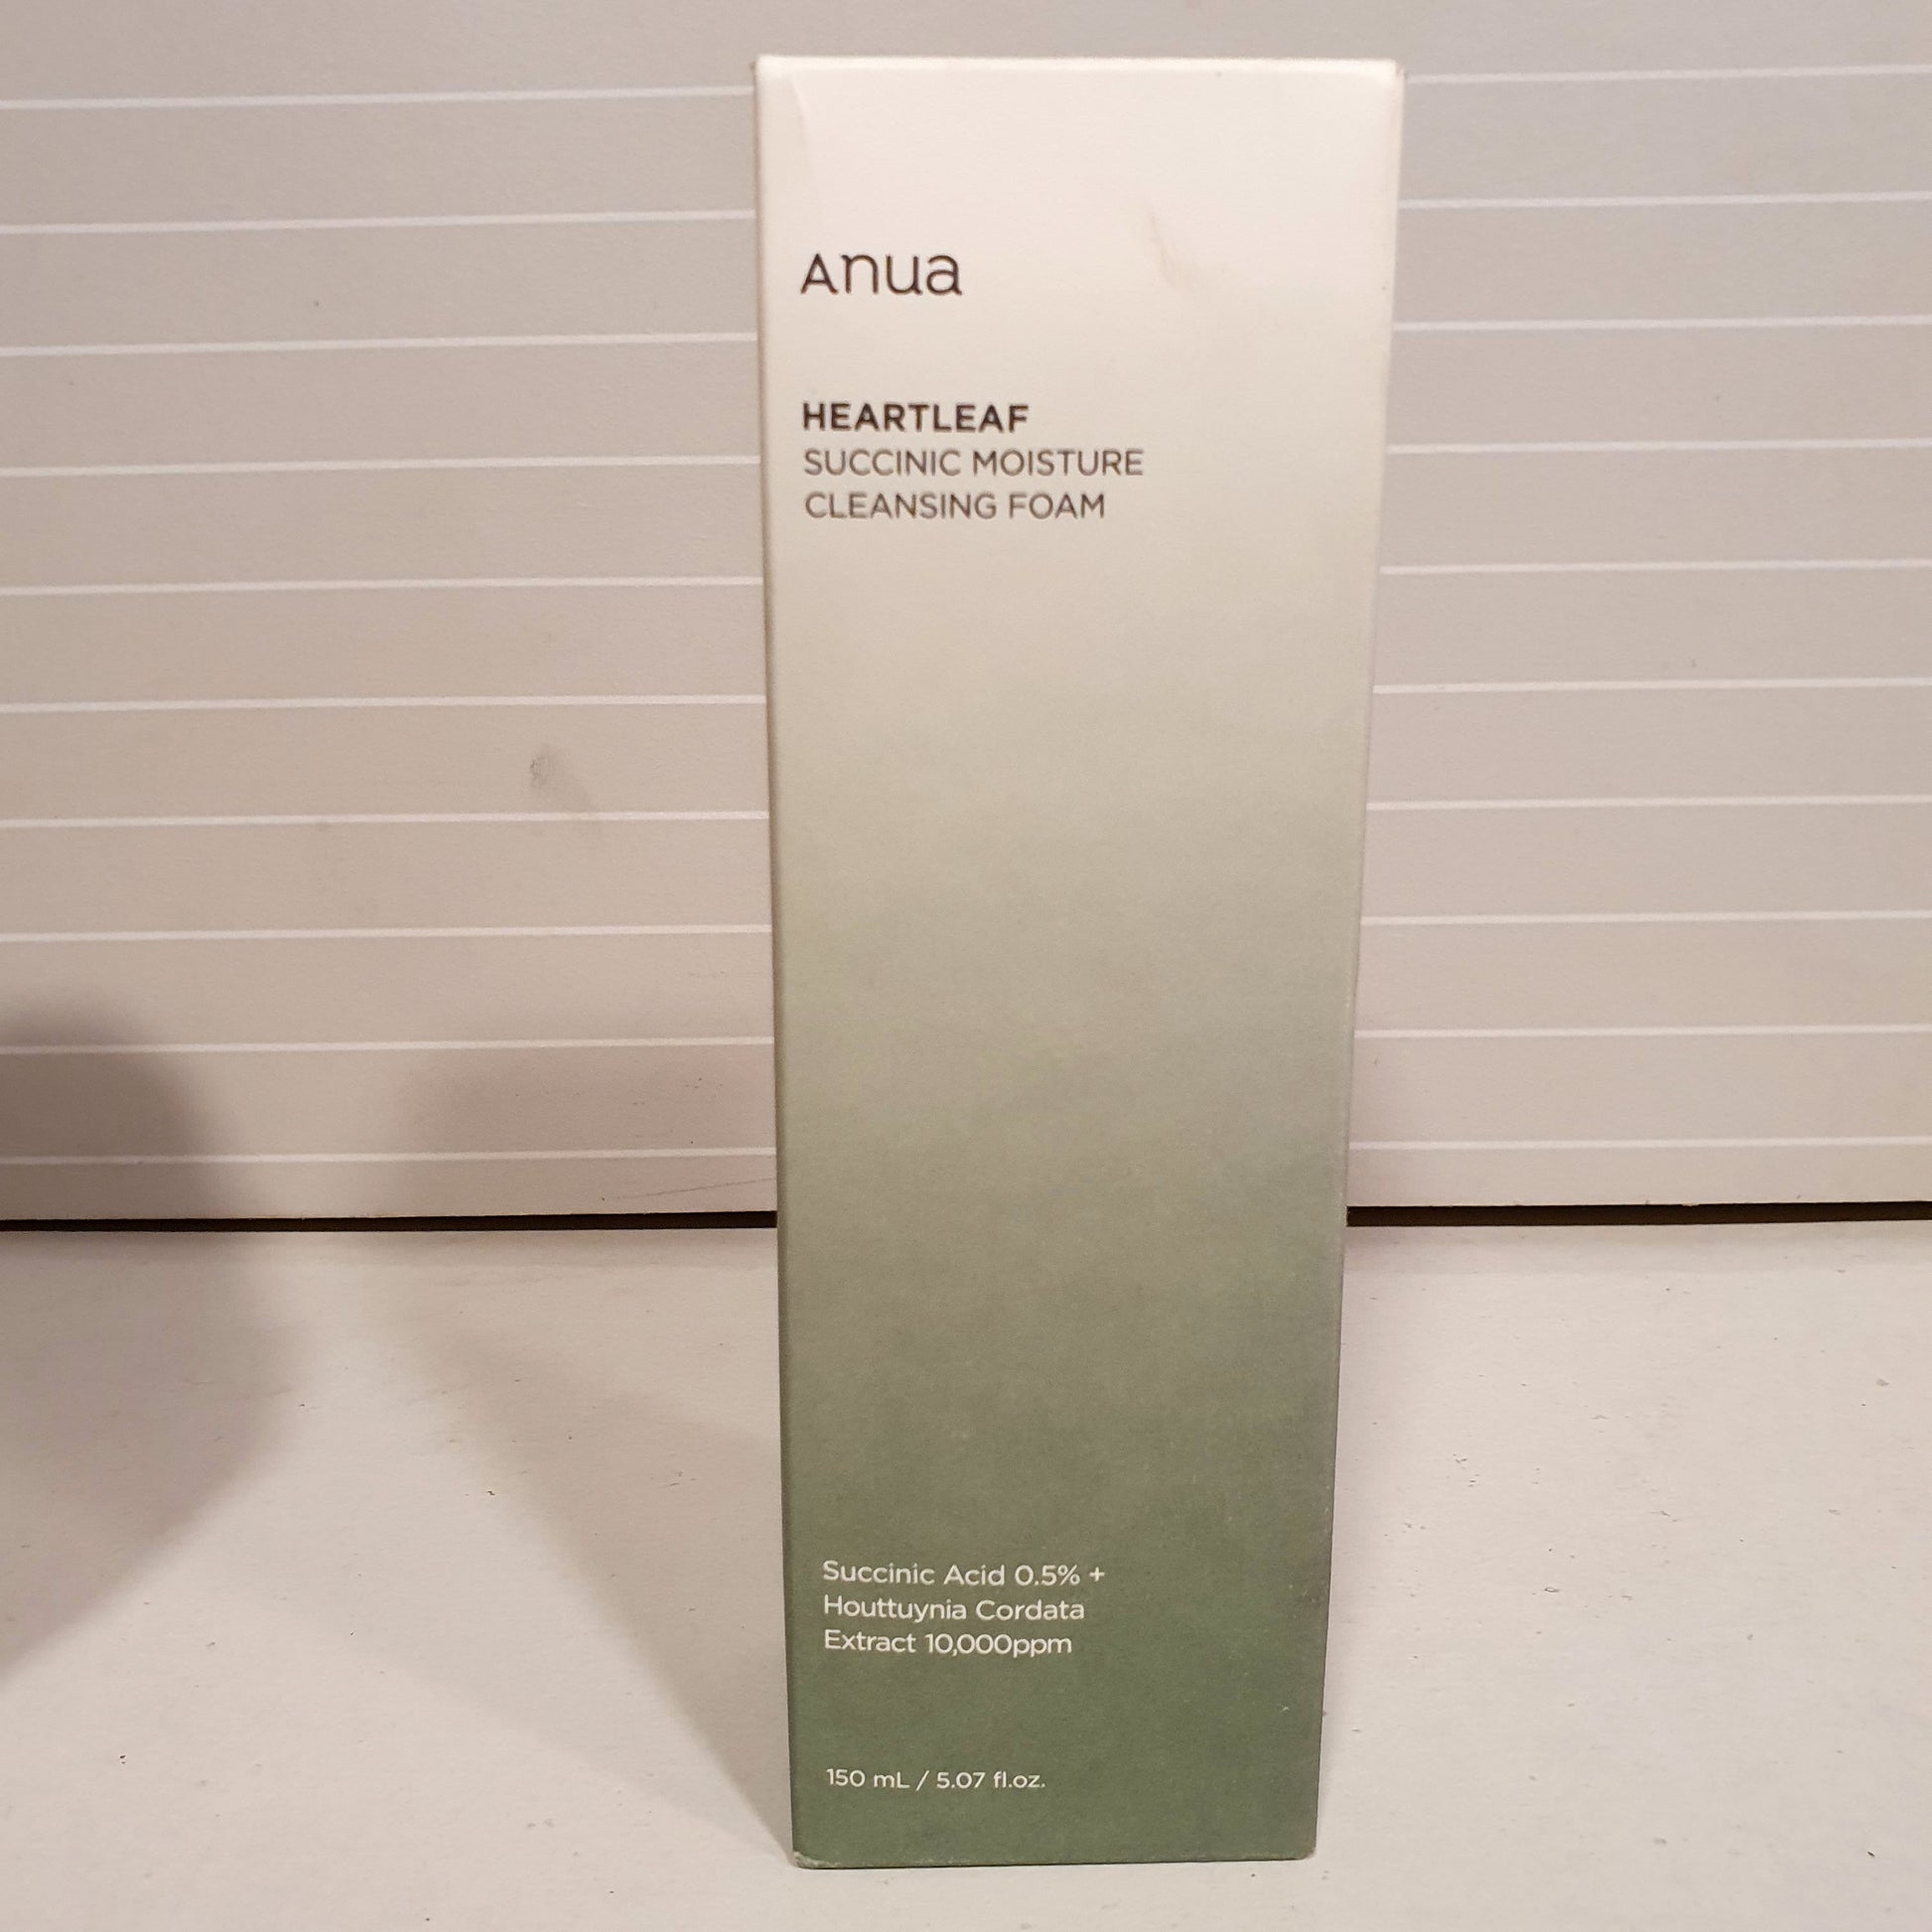 Anua
HEARTLEAF
SUCCINIC MOISTURE
CLEANSING FOAM
Succinic Acid 0.5% +
Houttuynia Cordata
Extract 10,000ppm
150 mL / 5.07 fl.oz.